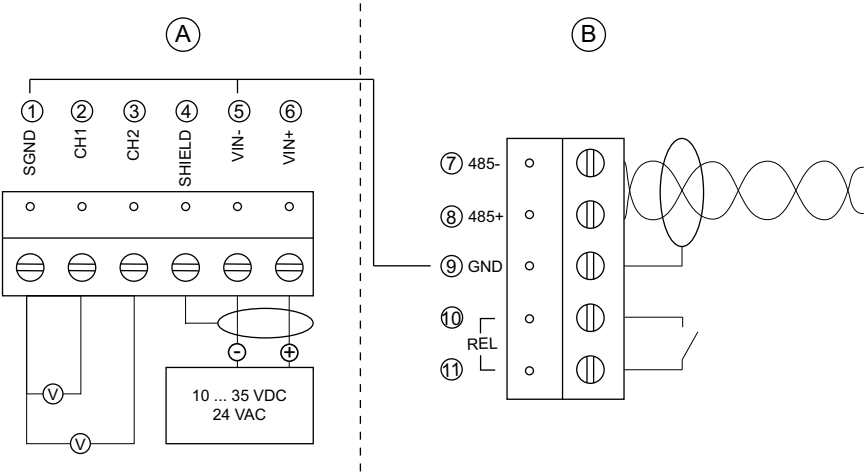 A
B
1 2 3 4 5 6
SGND CH1 CH2 SHIELD VIN- VIN+
7 485-
8 485+
9 GND
10
REL
11
V
V
- +
10 ... 35 VDC
24 VAC